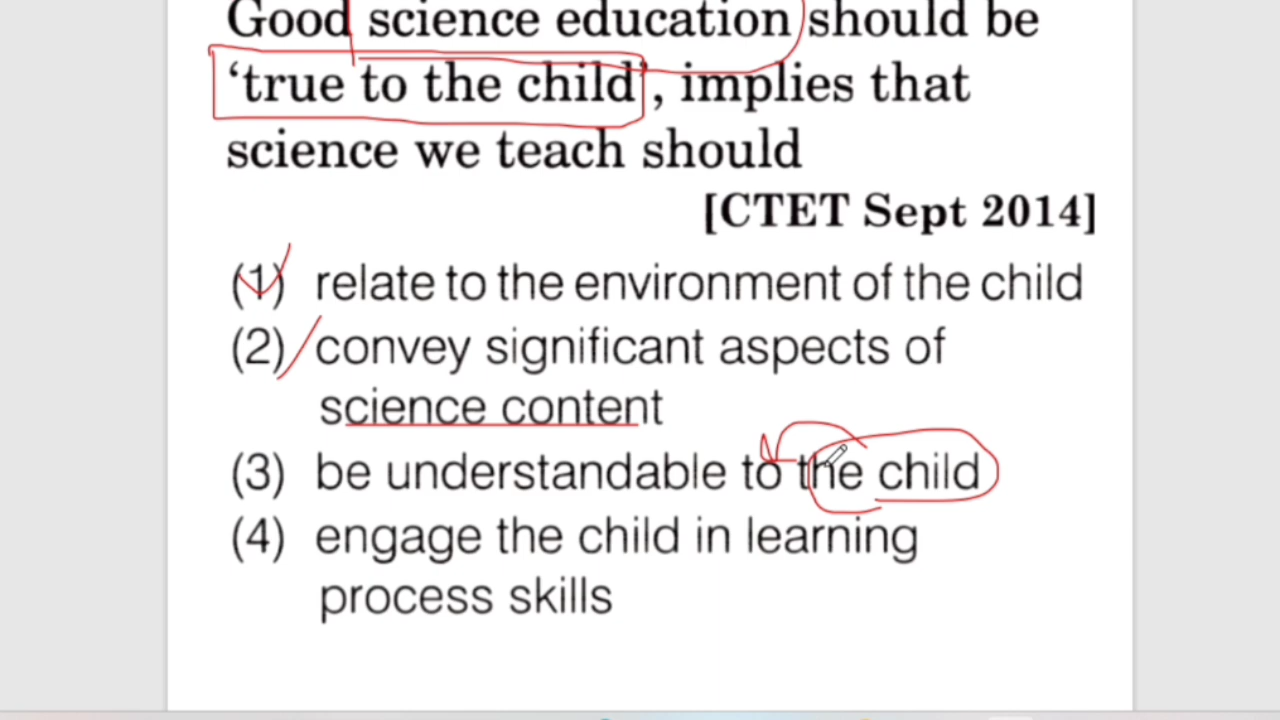 Good science education should be
‘true to the child’, implies that
science we teach should
[CTET Sept 2014]
(1) relate to the environment of the child
(2) convey significant aspects of
science content
(3) be understandable to the child
(4) engage the child in learning
process skills